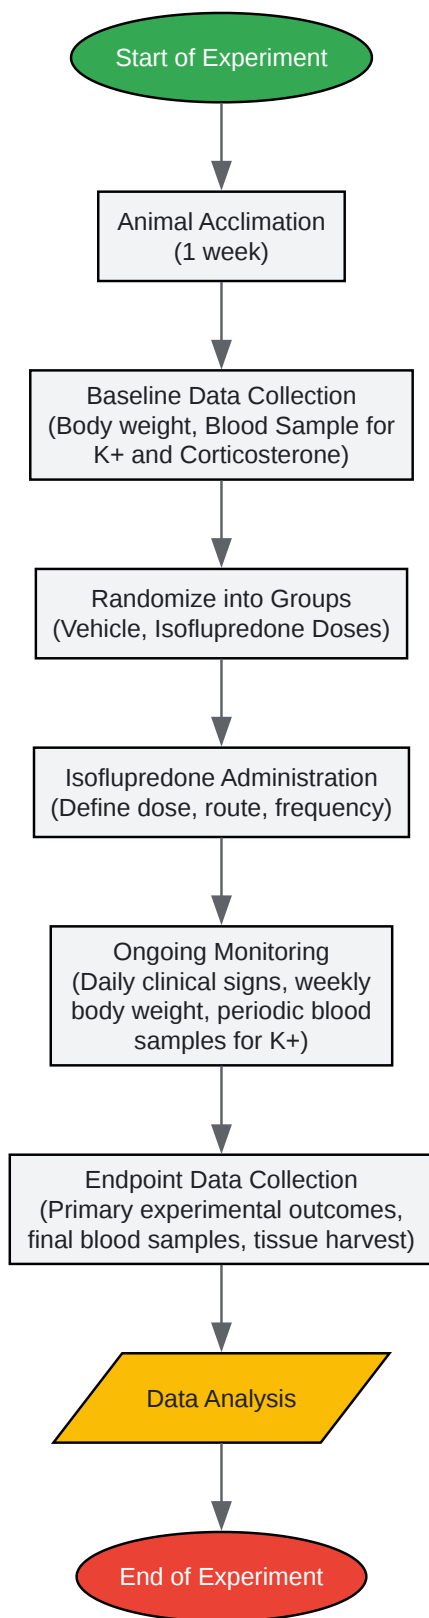 Start of Experiment
Animal Acclimation
(1 week)
Baseline Data Collection
(Body weight, Blood Sample for
K+ and Corticosterone)
Randomize into Groups
(Vehicle, Isoflupredone Doses)
Isoflupredone Administration
(Define dose, route, frequency)
Ongoing Monitoring
(Daily clinical signs, weekly
body weight, periodic blood
samples for K+)
Endpoint Data Collection
(Primary experimental outcomes,
final blood samples, tissue harvest)
Data Analysis
End of Experiment